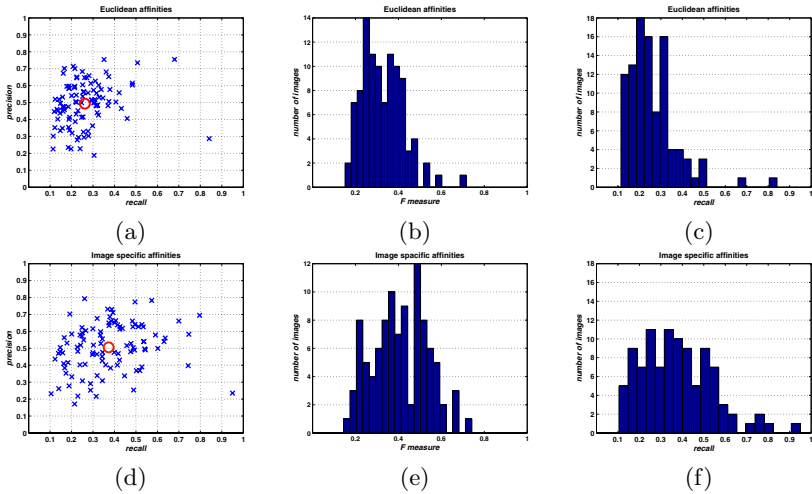 Euclidean affinities
Euclidean affinities
Euclidean affinities
1
0.9
0.8
0.7
0.6
0.5
0.4
0.3
0.2
0.1
0
precision
0.1 0.2 0.3 0.4 0.5 0.6 0.7 0.8 0.9 1
recall
14
12
10
8
6
4
2
0
number of images
0.2 0.4 0.6 0.8 1
F measure
18
16
14
12
10
8
6
4
2
0
number of images
0.1 0.2 0.3 0.4 0.5 0.6 0.7 0.8 0.9 1
recall
(a)
(b)
(c)
Image specific affinities
Image spacific affinities
Image specific affinities
1
0.9
0.8
0.7
0.6
0.5
0.4
0.3
0.2
0.1
0
precision
0.1 0.2 0.3 0.4 0.5 0.6 0.7 0.8 0.9 1
recall
12
10
8
6
4
2
0
number of images
0.2 0.4 0.6 0.8 1
F measure
18
16
14
12
10
8
6
4
2
0
number of images
0.1 0.2 0.3 0.4 0.5 0.6 0.7 0.8 0.9 1
recall
(d)
(e)
(f)